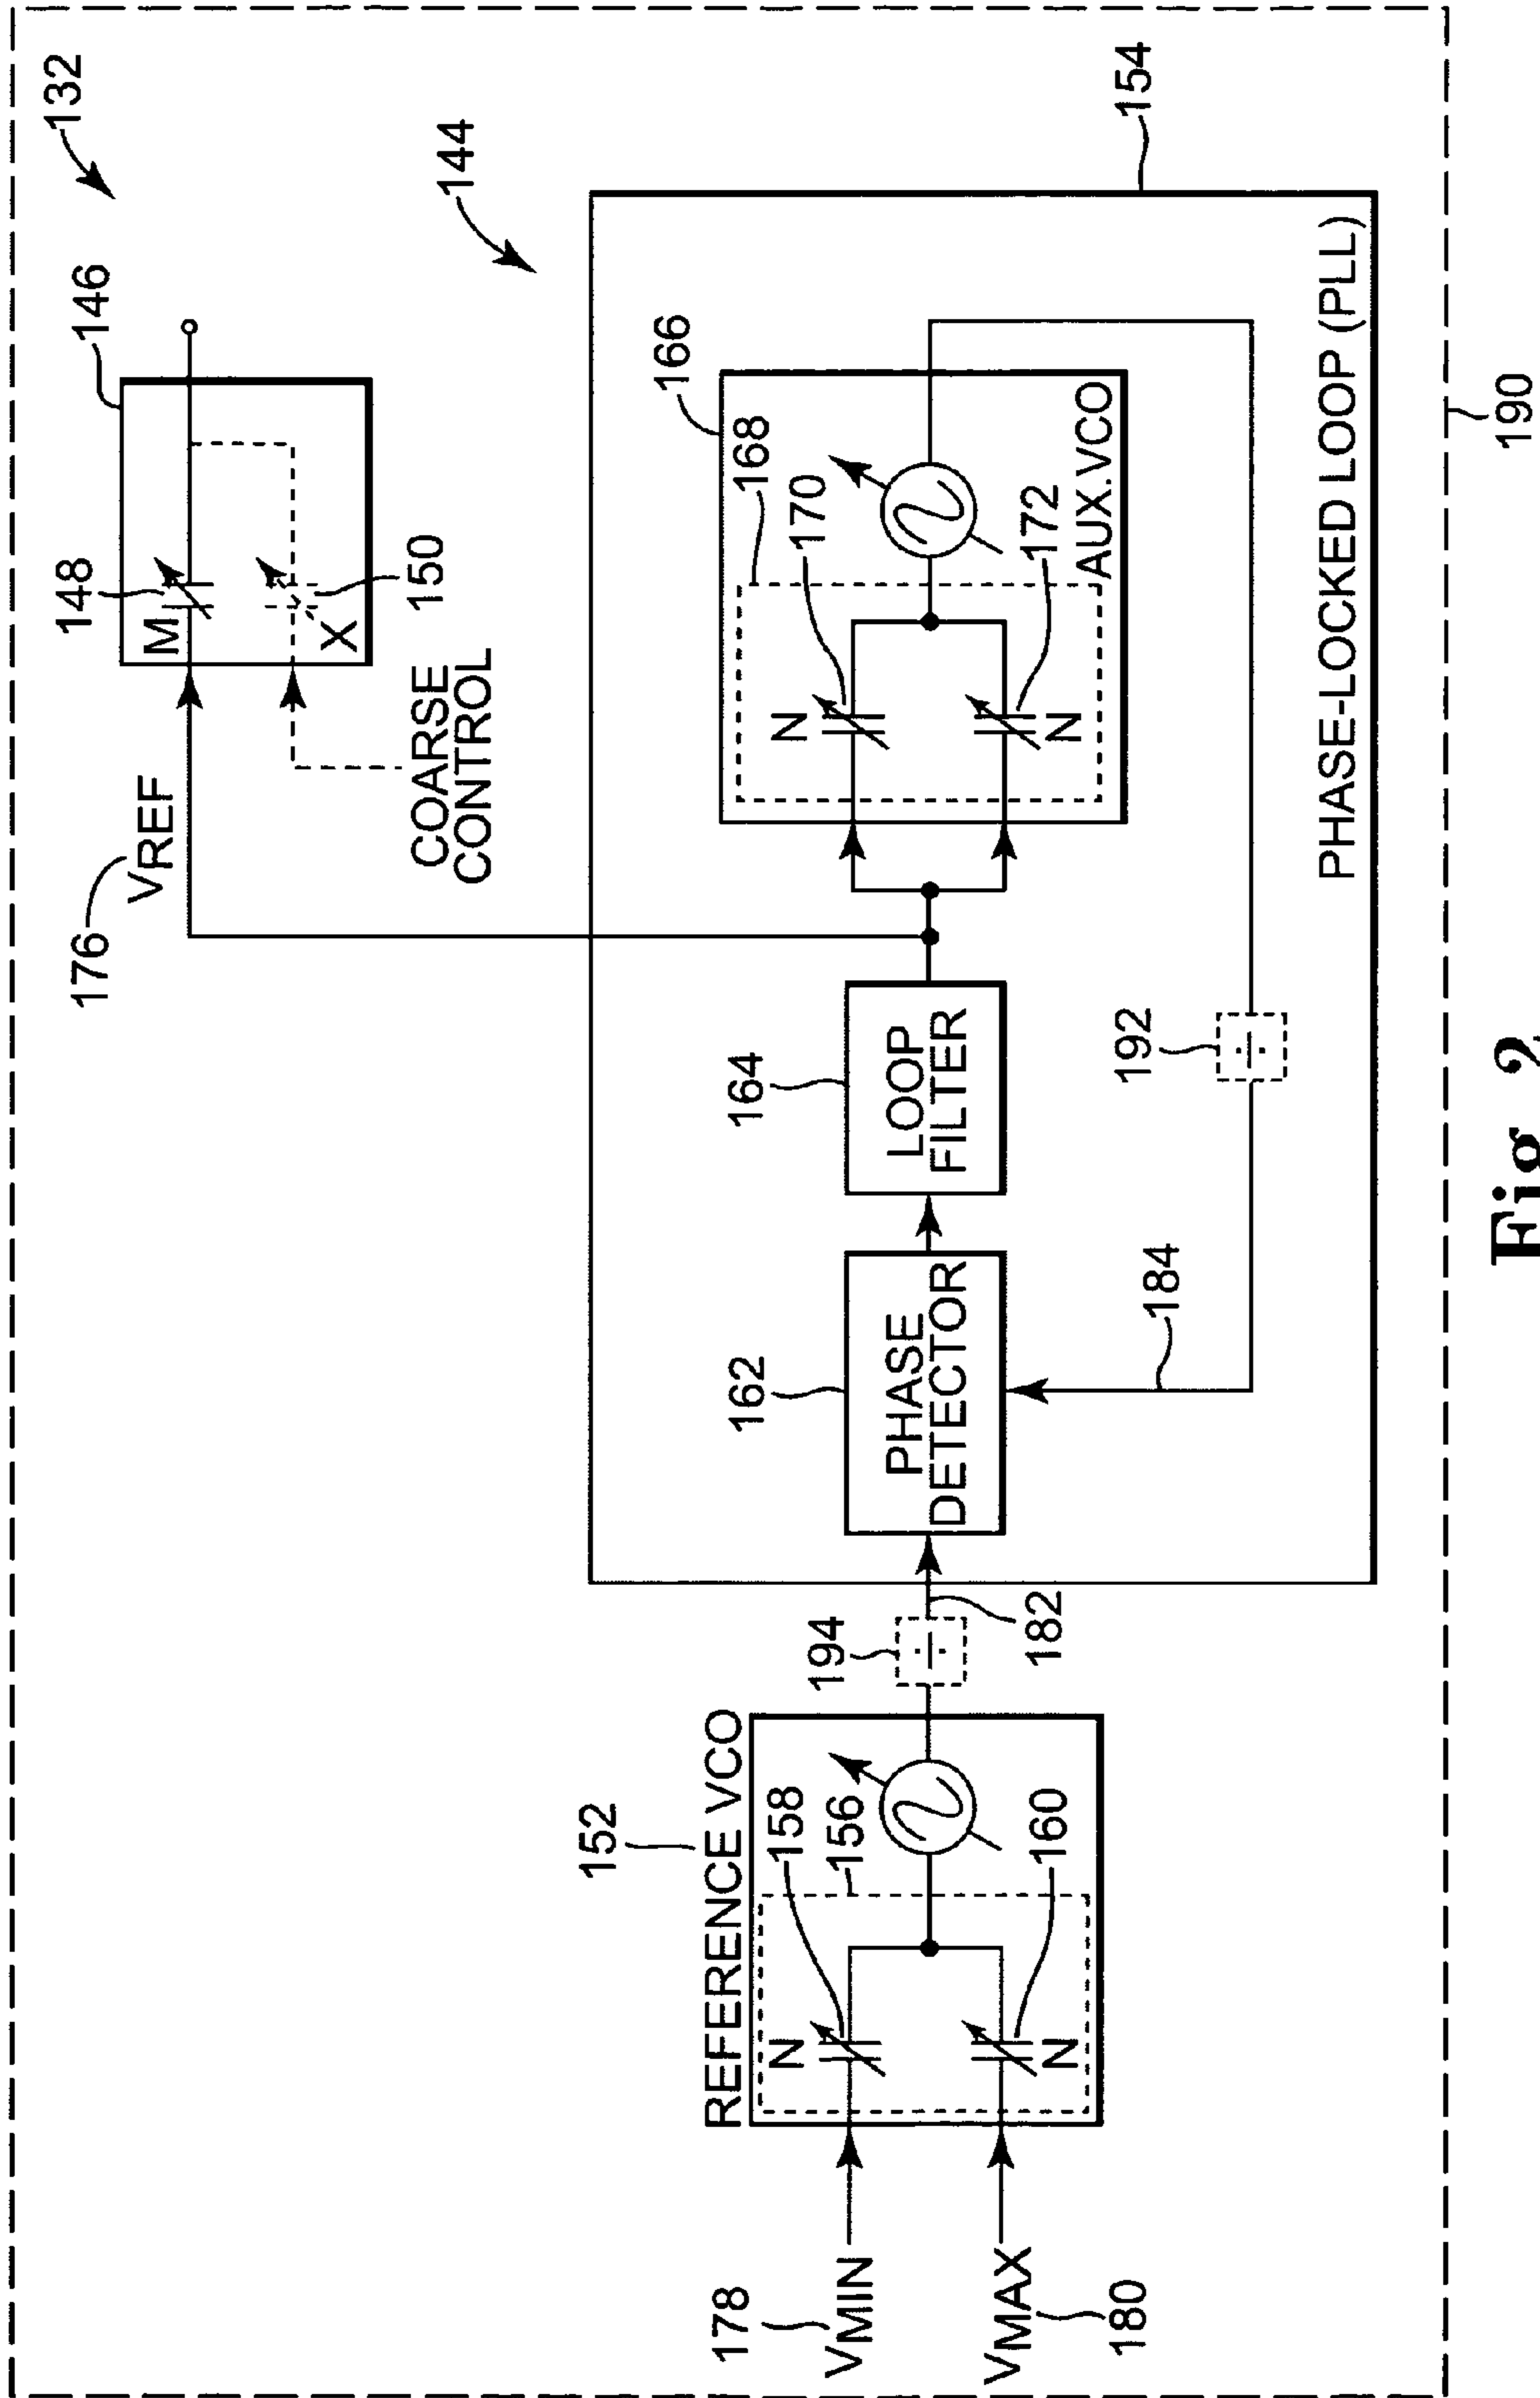 132
146
148
M
X
150
176
VREF
COARSE
CONTROL
144
154
166
168
170
172
N
N
AUX.VCO
164
LOOP
FILTER
162
PHASE
DETECTOR
192
÷
184
PHASE-LOCKED LOOP (PLL)
194
÷
182
152
REFERENCE VCO
158
156
160
N
N
178
VMIN
VMAX
180
190
Fig. 2